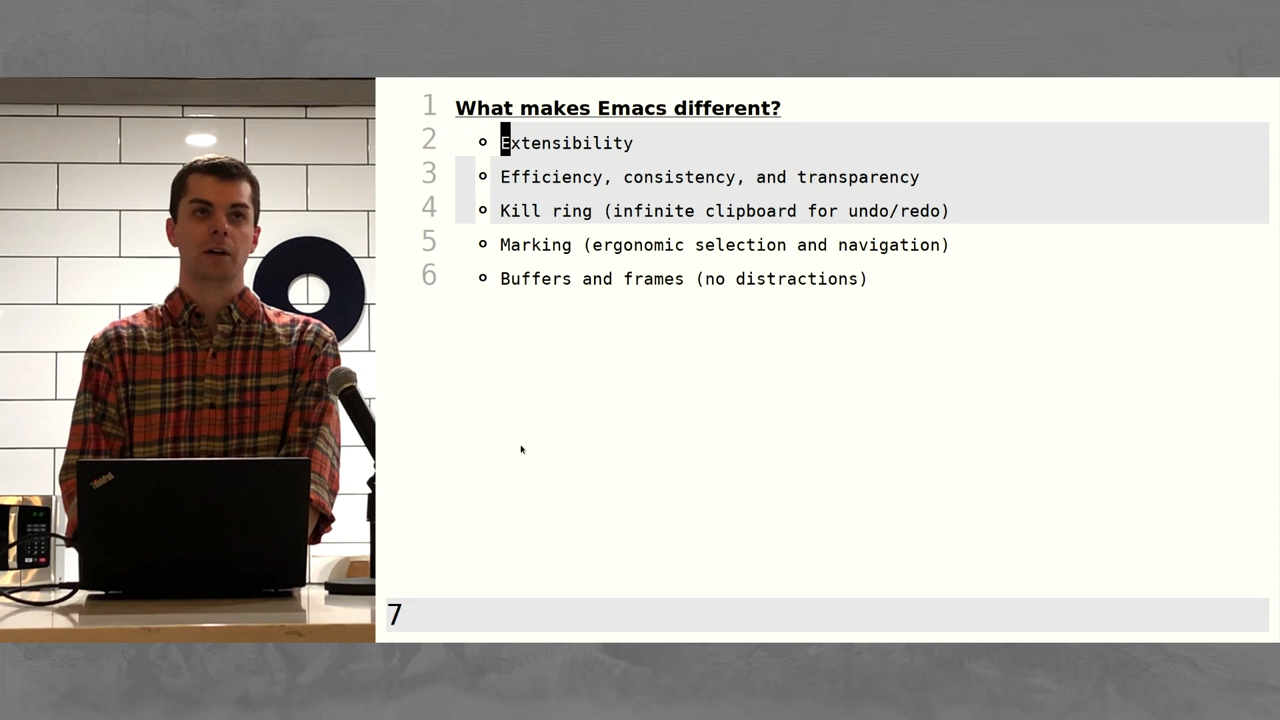 1 What makes Emacs different?
2 Extensibility
3 Efficiency, consistency, and transparency
4 Kill ring (infinite clipboard for undo/redo)
5 Marking (ergonomic selection and navigation)
6 Buffers and frames (no distractions)
7
ThinkPad